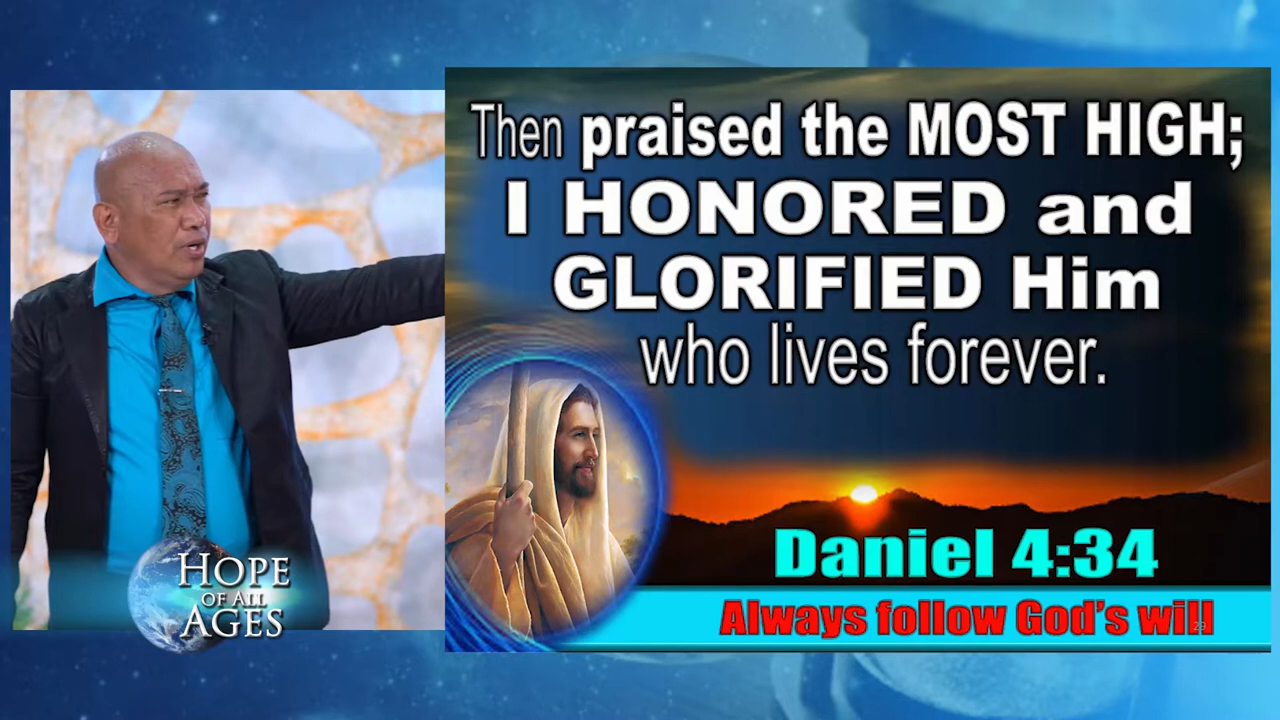 Then praised the MOST HIGH;
I HONORED and
GLORIFIED Him
who lives forever.
Daniel 4:34
Always follow God's will
29
HOPE
OF ALL
AGES